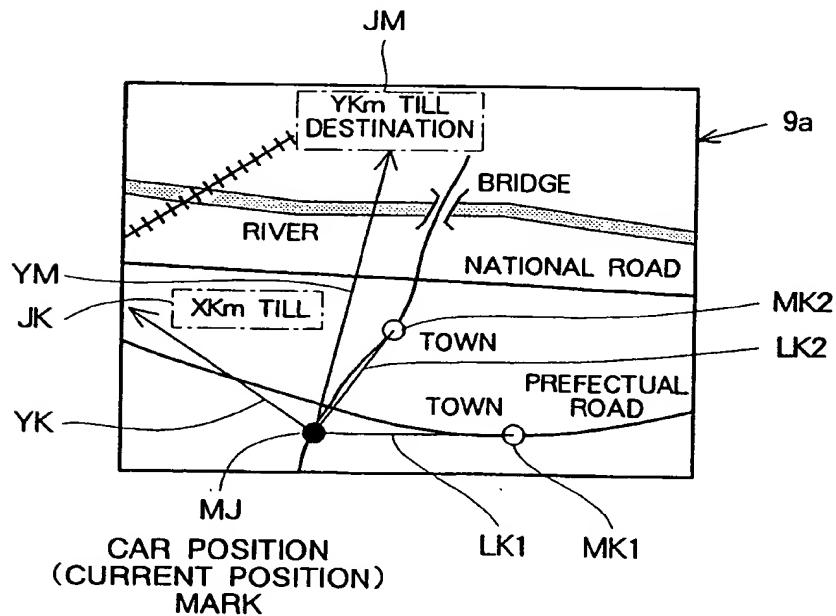 JM
YKm TILL
DESTINATION
9a
BRIDGE
RIVER
YM
NATIONAL ROAD
JK
XKm TILL
MK2
TOWN
LK2
PREFECTUAL
ROAD
TOWN
YK
MJ
LK1
MK1
CAR POSITION
(CURRENT POSITION)
MARK